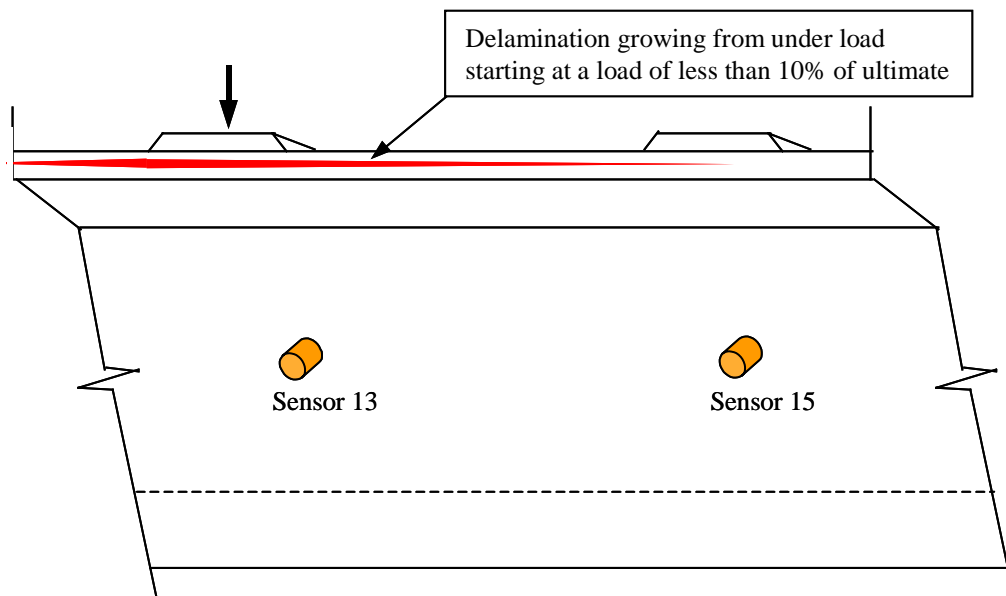 Delamination growing from under load
starting at a load of less than 10% of ultimate
Sensor 13
Sensor 15